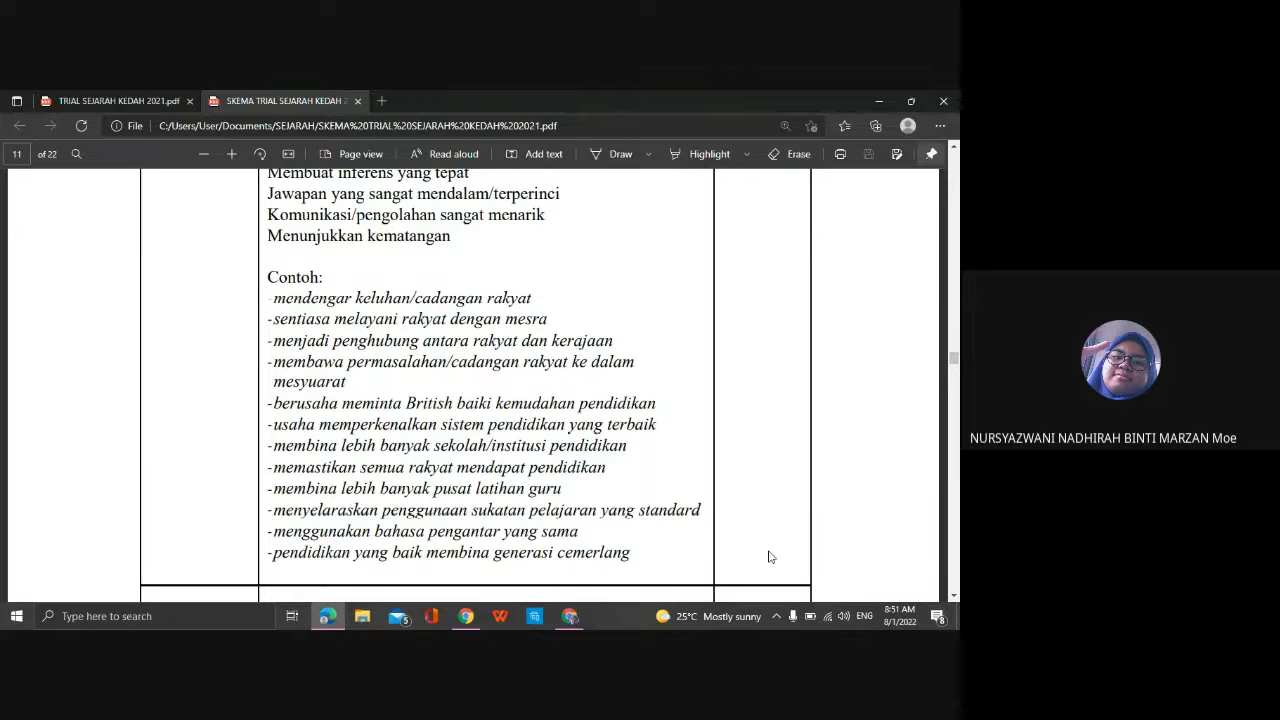 TRIAL SEJARAH KEDAH 2021.pdf
SKEMA TRIAL SEJARAH KEDAH 2
File
C:/Users/User/Documents/SEJARAH/SKEMA%20TRIAL%20SEJARAH%20KEDAH%202021.pdf
11 of 22
Page view
Read aloud
Add text
Draw
Highlight
Erase
Membuat inferens yang tepat
Jawapan yang sangat mendalam/terperinci
Komunikasi/pengolahan sangat menarik
Menunjukkan kematangan
Contoh:
-mendengar keluhan/cadangan rakyat
-sentiasa melayani rakyat dengan mesra
-menjadi penghubung antara rakyat dan kerajaan
-membawa permasalahan/cadangan rakyat ke dalam
mesyuarat
-berusaha meminta British baiki kemudahan pendidikan
-usaha memperkenalkan sistem pendidikan yang terbaik
-membina lebih banyak sekolah/institusi pendidikan
-memastikan semua rakyat mendapat pendidikan
-membina lebih banyak pusat latihan guru
-menyelaraskan penggunaan sukatan pelajaran yang standard
-menggunakan bahasa pengantar yang sama
-pendidikan yang baik membina generasi cemerlang
NURSYAZWANI NADHIRAH BINTI MARZAN Moe
Type here to search
5
25°C Mostly sunny
ENG
8:51 AM
8/1/2022
8